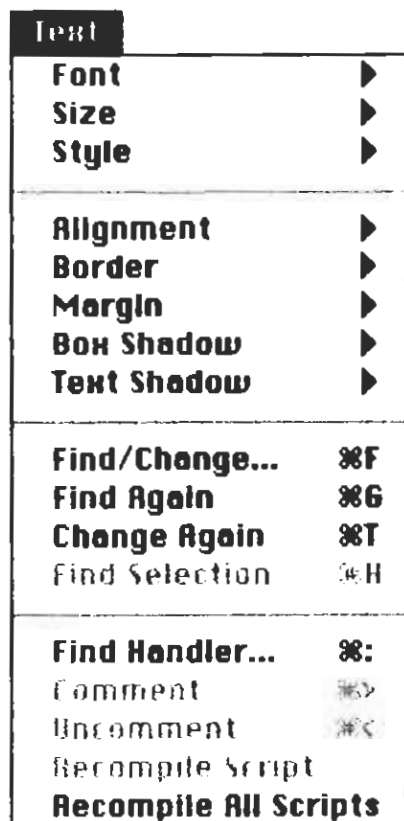 Text
Font ▶
Size ▶
Style ▶
Alignment ▶
Border ▶
Margin ▶
Box Shadow ▶
Text Shadow ▶
Find/Change... ⌘F
Find Again ⌘G
Change Again ⌘T
Find Selection ⌘H
Find Handler... ⌘:
Comment ⌘>
Uncomment ⌘<
Recompile Script
Recompile All Scripts